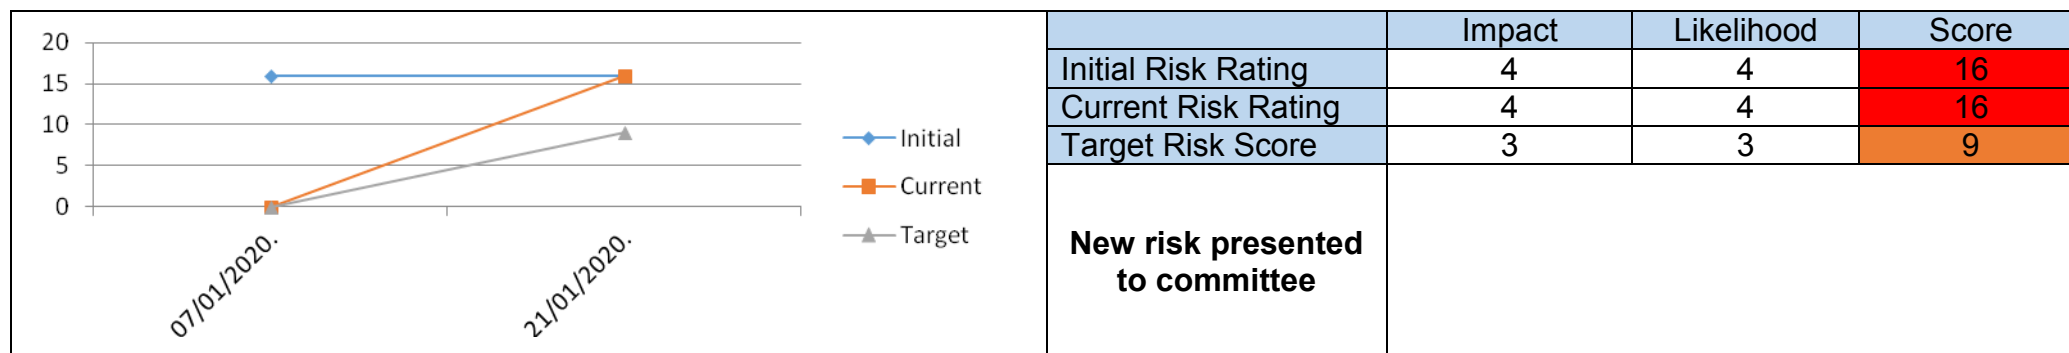 20
15
10
5
0
07/01/2020.
21/01/2020.
Initial
Current
Target
Impact Likelihood Score
Initial Risk Rating 4 4 16
Current Risk Rating 4 4 16
Target Risk Score 3 3 9
New risk presented
to committee